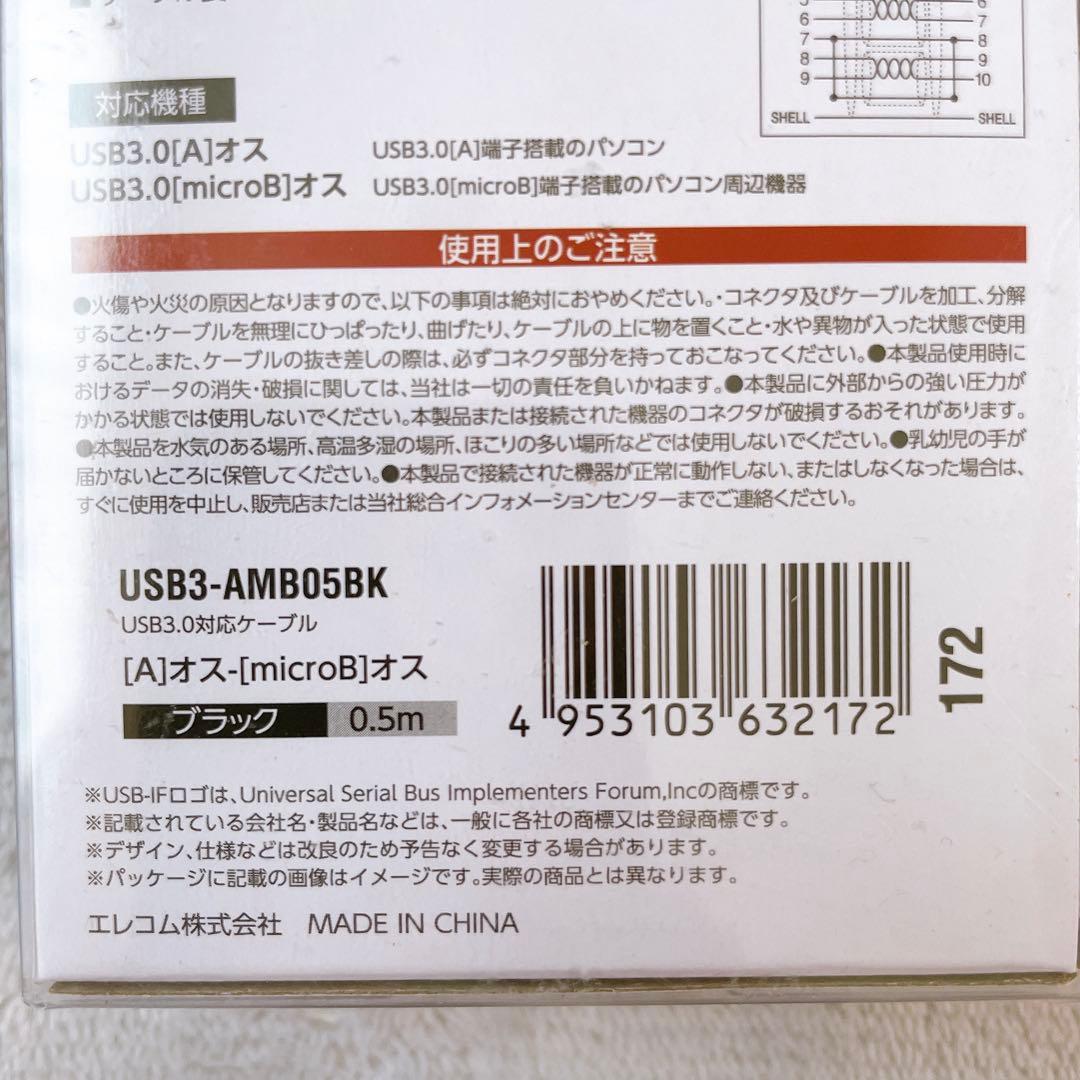 6
7
8
9
SHELL
7
8
9
10
SHELL
対応機種
USB3.0[A]オス USB3.0[A]端子搭載のパソコン
USB3.0[microB]オス USB3.0[microB]端子搭載のパソコン周辺機器
使用上のご注意
●火傷や火災の原因となりますので、以下の事項は絶対におやめください。・コネクタ及びケーブルを加工、分解
すること・ケーブルを無理にひっぱったり、曲げたり、ケーブルの上に物を置くこと・水や異物が入った状態で使用
すること。また、ケーブルの抜き差しの際は、必ずコネクタ部分を持っておこなってください。●本製品使用時に
おけるデータの消失・破損に関しては、当社は一切の責任を負いかねます。●本製品に外部からの強い圧力が
かかる状態では使用しないでください。本製品または接続された機器のコネクタが破損するおそれがあります。
●本製品を水気のある場所、高温多湿の場所、ほこりの多い場所などでは使用しないでください。●乳幼児の手が
届かないところに保管してください。●本製品で接続された機器が正常に動作しない、またはしなくなった場合は、
すぐに使用を中止し、販売店または当社総合インフォメーションセンターまでご連絡ください。
USB3-AMB05BK
USB3.0対応ケーブル
[A]オス-[microB]オス
ブラック 0.5m
4 953103 632172
172
※USB-IFロゴは、Universal Serial Bus Implementers Forum,Incの商標です。
※記載されている会社名・製品名などは、一般に各社の商標又は登録商標です。
※デザイン、仕様などは改良のため予告なく変更する場合があります。
※パッケージに記載の画像はイメージです。実際の商品とは異なります。
エレコム株式会社 MADE IN CHINA